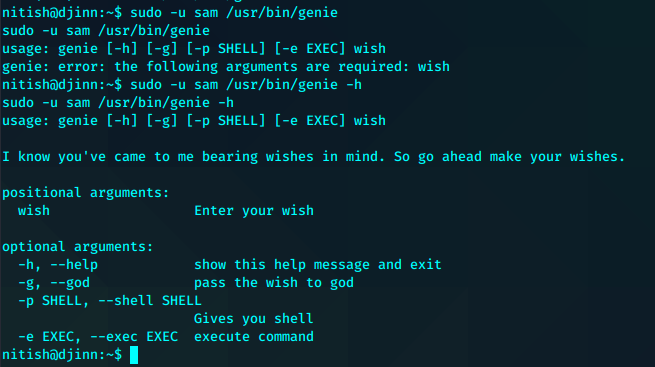 nitish@djinn:~$ sudo -u sam /usr/bin/genie
sudo -u sam /usr/bin/genie
usage: genie [-h] [-g] [-p SHELL] [-e EXEC] wish
genie: error: the following arguments are required: wish
nitish@djinn:~$ sudo -u sam /usr/bin/genie -h
sudo -u sam /usr/bin/genie -h
usage: genie [-h] [-g] [-p SHELL] [-e EXEC] wish
I know you've came to me bearing wishes in mind. So go ahead make your wishes.
positional arguments:
wish Enter your wish
optional arguments:
-h, --help show this help message and exit
-g, --god pass the wish to god
-p SHELL, --shell SHELL
Gives you shell
-e EXEC, --exec EXEC execute command
nitish@djinn:~$